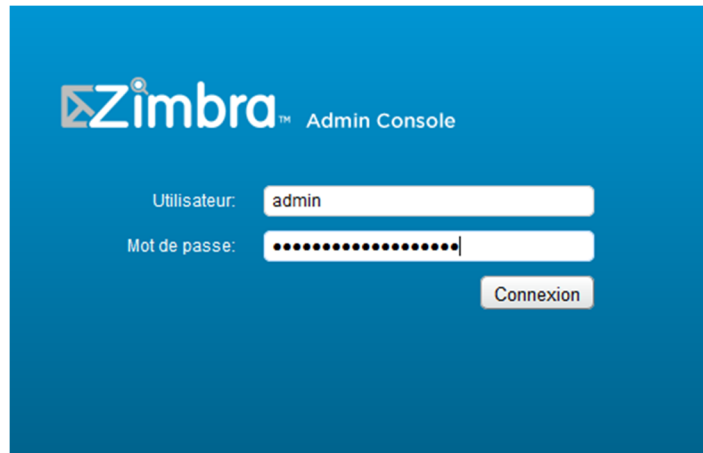 Zimbra™ Admin Console
Utilisateur: admin
Mot de passe: •••••••••••••••••••
Connexion